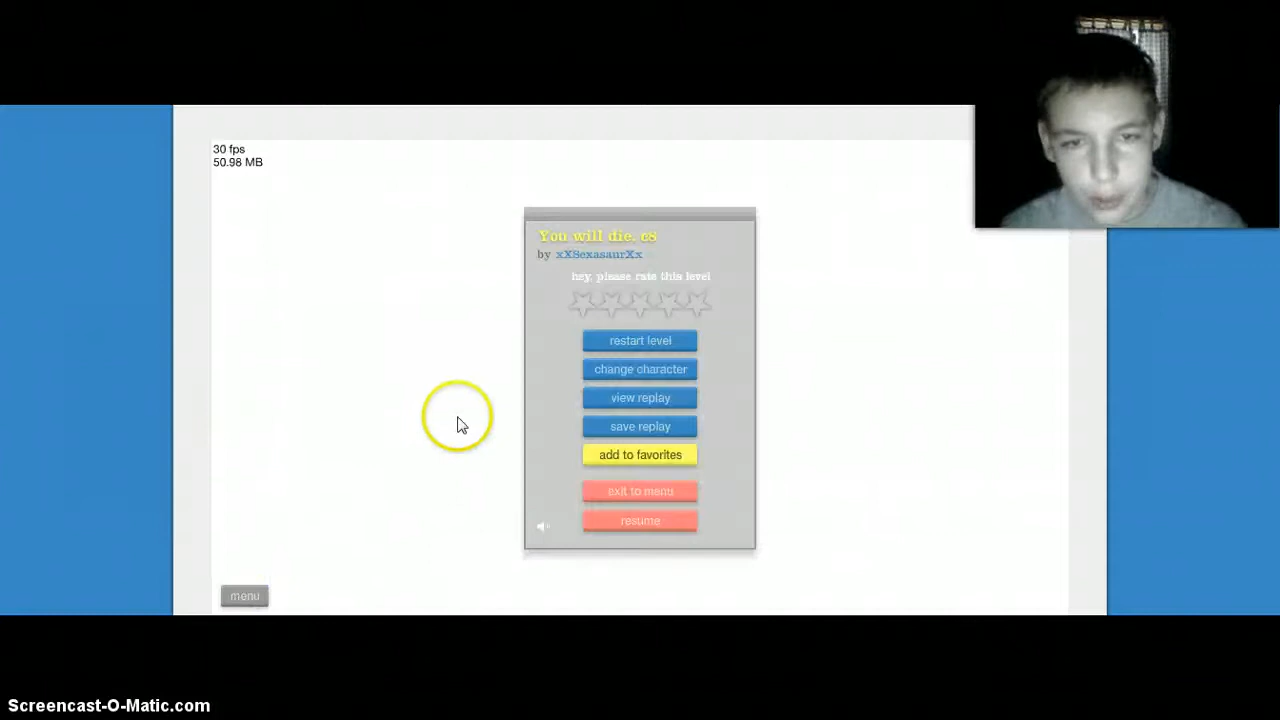 30 fps
50.98 MB
You will die. cs
by xXSexasaurXx
hey, please rate this level
restart level
change character
view replay
save replay
add to favorites
exit to menu
resume
menu
Screencast-O-Matic.com